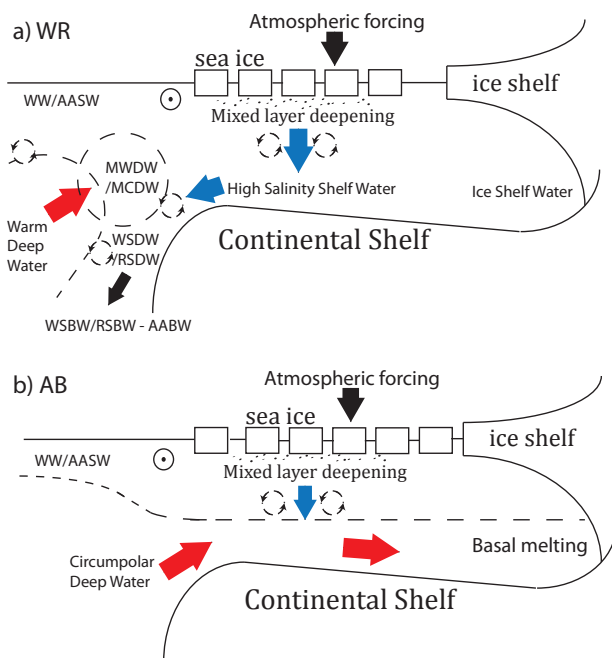 a) WR
Atmospheric forcing
sea ice
ice shelf
WW/AASW
Mixed layer deepening
MWDW
/MCDW
High Salinity Shelf Water
Ice Shelf Water
Warm
Deep
Water
WSDW
/RSDW
Continental Shelf
WSBW/RSBW - AABW
b) AB
Atmospheric forcing
sea ice
ice shelf
WW/AASW
Mixed layer deepening
Circumpolar
Deep Water
Basal melting
Continental Shelf